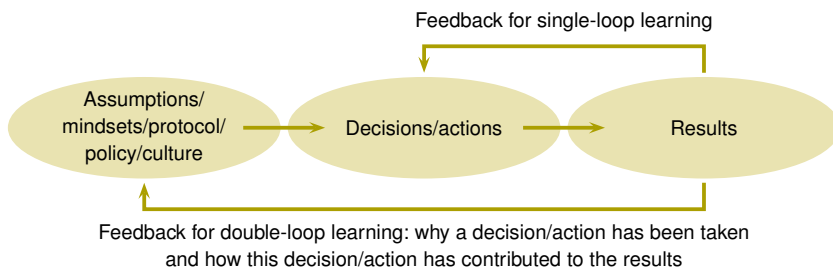 Feedback for single-loop learning
Assumptions/
mindsets/protocol/
policy/culture
Decisions/actions
Results
Feedback for double-loop learning: why a decision/action has been taken
and how this decision/action has contributed to the results